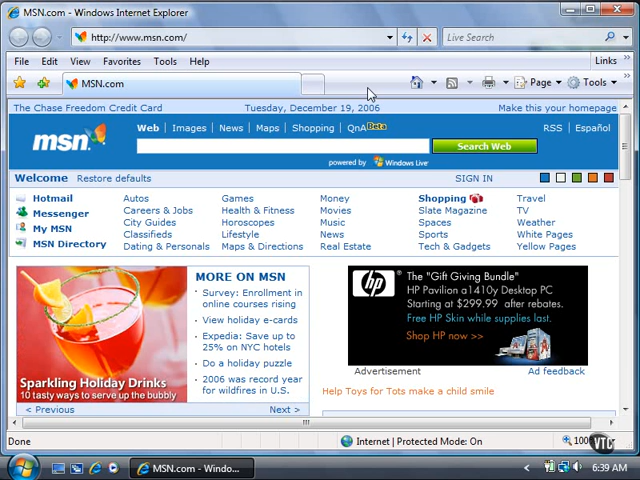 MSN.com - Windows Internet Explorer
http://www.msn.com/
Live Search
File Edit View Favorites Tools Help
Links »
MSN.com
Page Tools »
The Chase Freedom Credit Card Tuesday, December 19, 2006 Make this your homepage
msn
Web | Images | News | Maps | Shopping | QnA Beta
RSS | Español
Search Web
powered by Windows Live
Welcome Restore defaults SIGN IN
Hotmail Autos Games Money Shopping Travel
Messenger Careers & Jobs Health & Fitness Movies Slate Magazine TV
My MSN City Guides Horoscopes Music Spaces Weather
Classifieds Lifestyle News Sports White Pages
MSN Directory Dating & Personals Maps & Directions Real Estate Tech & Gadgets Yellow Pages
Sparkling Holiday Drinks
10 tasty ways to serve up the bubbly
MORE ON MSN
Survey: Enrollment in
online courses rising
View holiday e-cards
Expedia: Save up to
25% on NYC hotels
Do a holiday puzzle
2006 was record year
for wildfires in U.S.
< Previous Next >
hp
The "Gift Giving Bundle"
HP Pavilion a1410y Desktop PC
Starting at $299.99 after rebates.
Free HP Skin while supplies last.
Shop HP now >>
Advertisement Ad feedback
Help Toys for Tots make a child smile
Done
Internet | Protected Mode: On
VTC
MSN.com - Windo...
6:39 AM